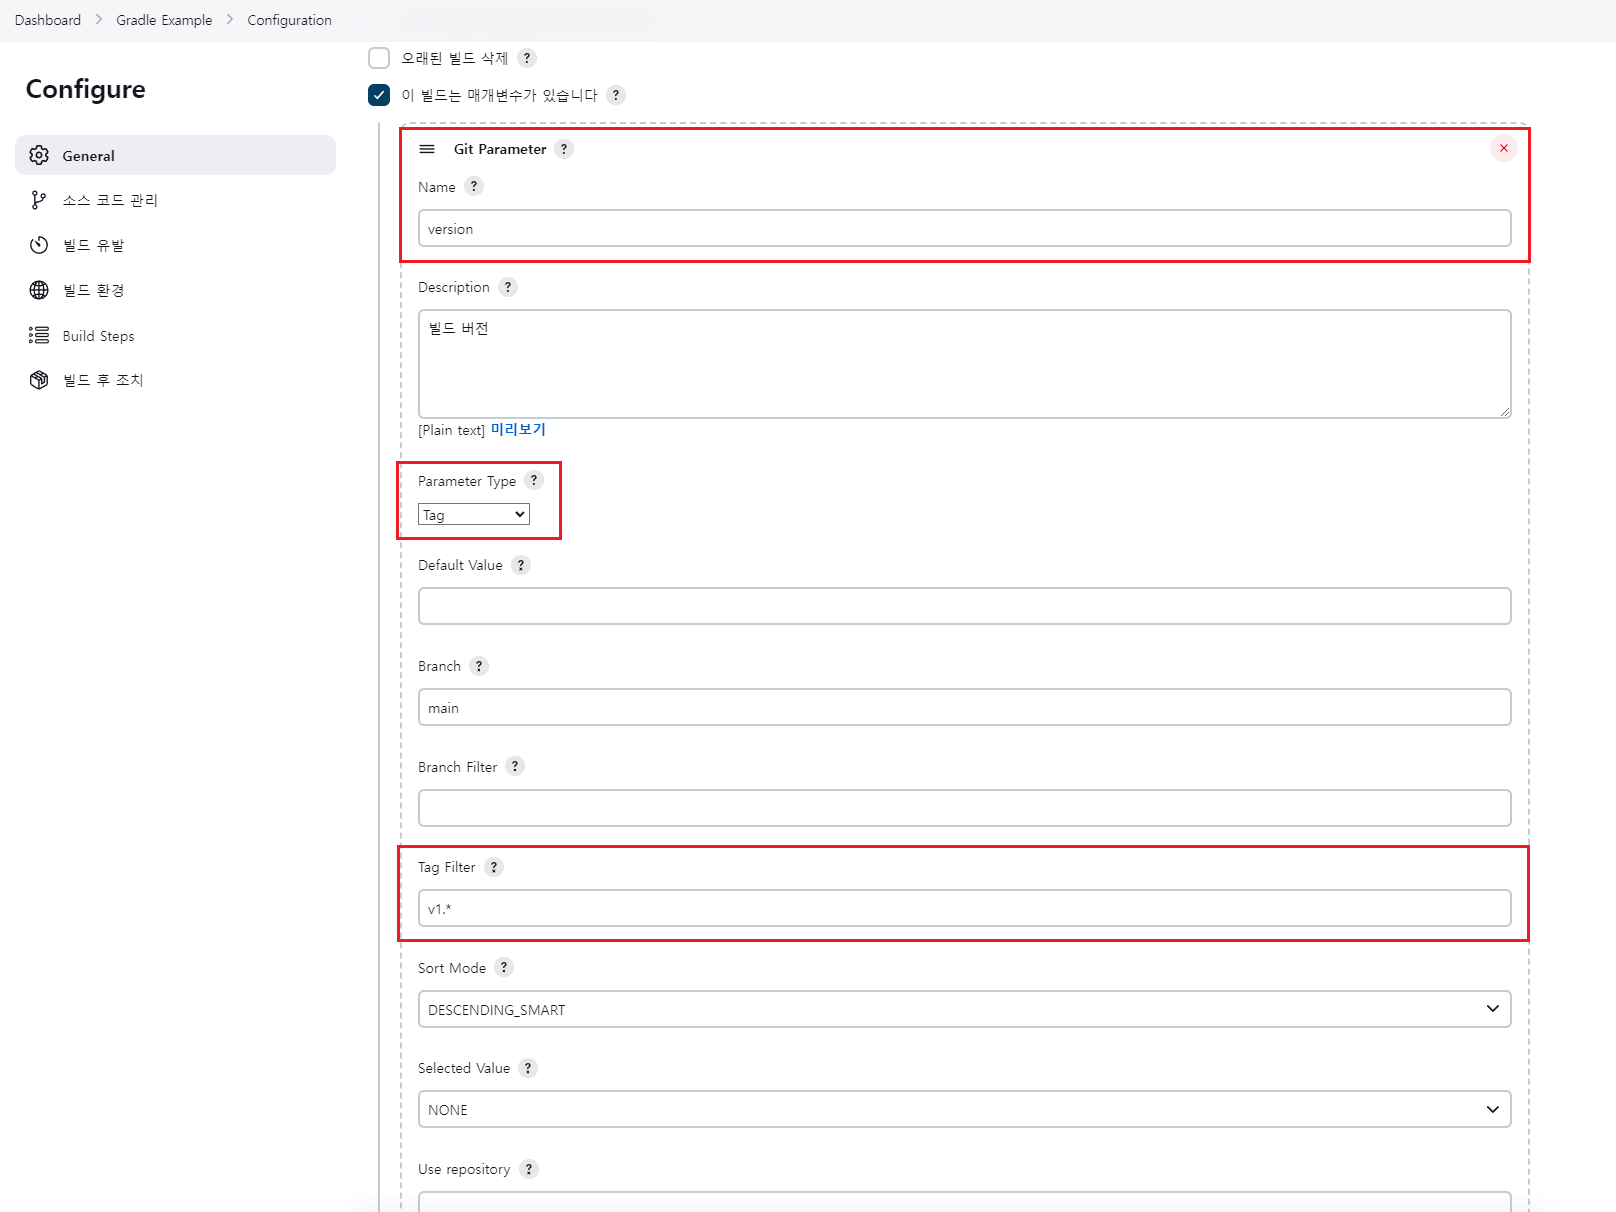 Dashboard > Gradle Example > Configuration
Configure
General
소스 코드 관리
빌드 유발
빌드 환경
Build Steps
빌드 후 조치
오래된 빌드 삭제 ?
이 빌드는 매개변수가 있습니다 ?
Git Parameter ?
Name ?
version
Description ?
빌드 버전
[Plain text] 미리보기
Parameter Type ?
Tag
Default Value ?
Branch ?
main
Branch Filter ?
Tag Filter ?
v1.*
Sort Mode ?
DESCENDING_SMART
Selected Value ?
NONE
Use repository ?